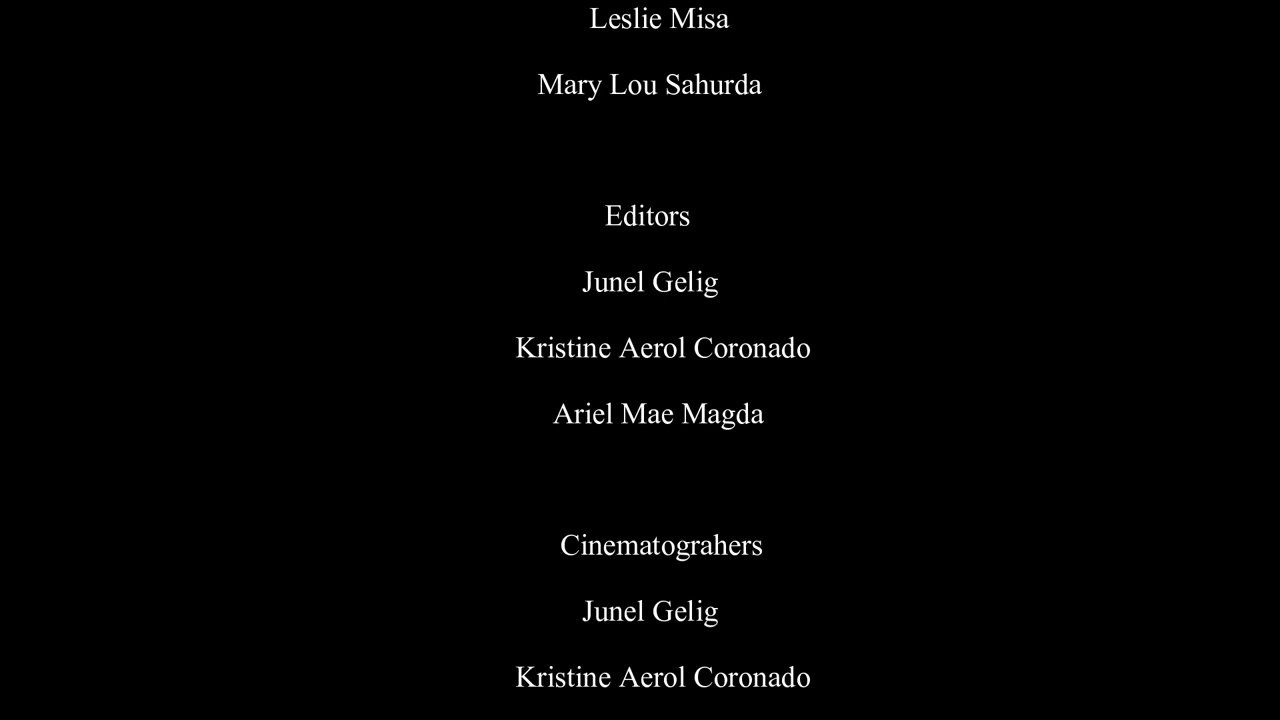 Leslie Misa
Mary Lou Sahurda
Editors
Junel Gelig
Kristine Aerol Coronado
Ariel Mae Magda
Cinematograhers
Junel Gelig
Kristine Aerol Coronado